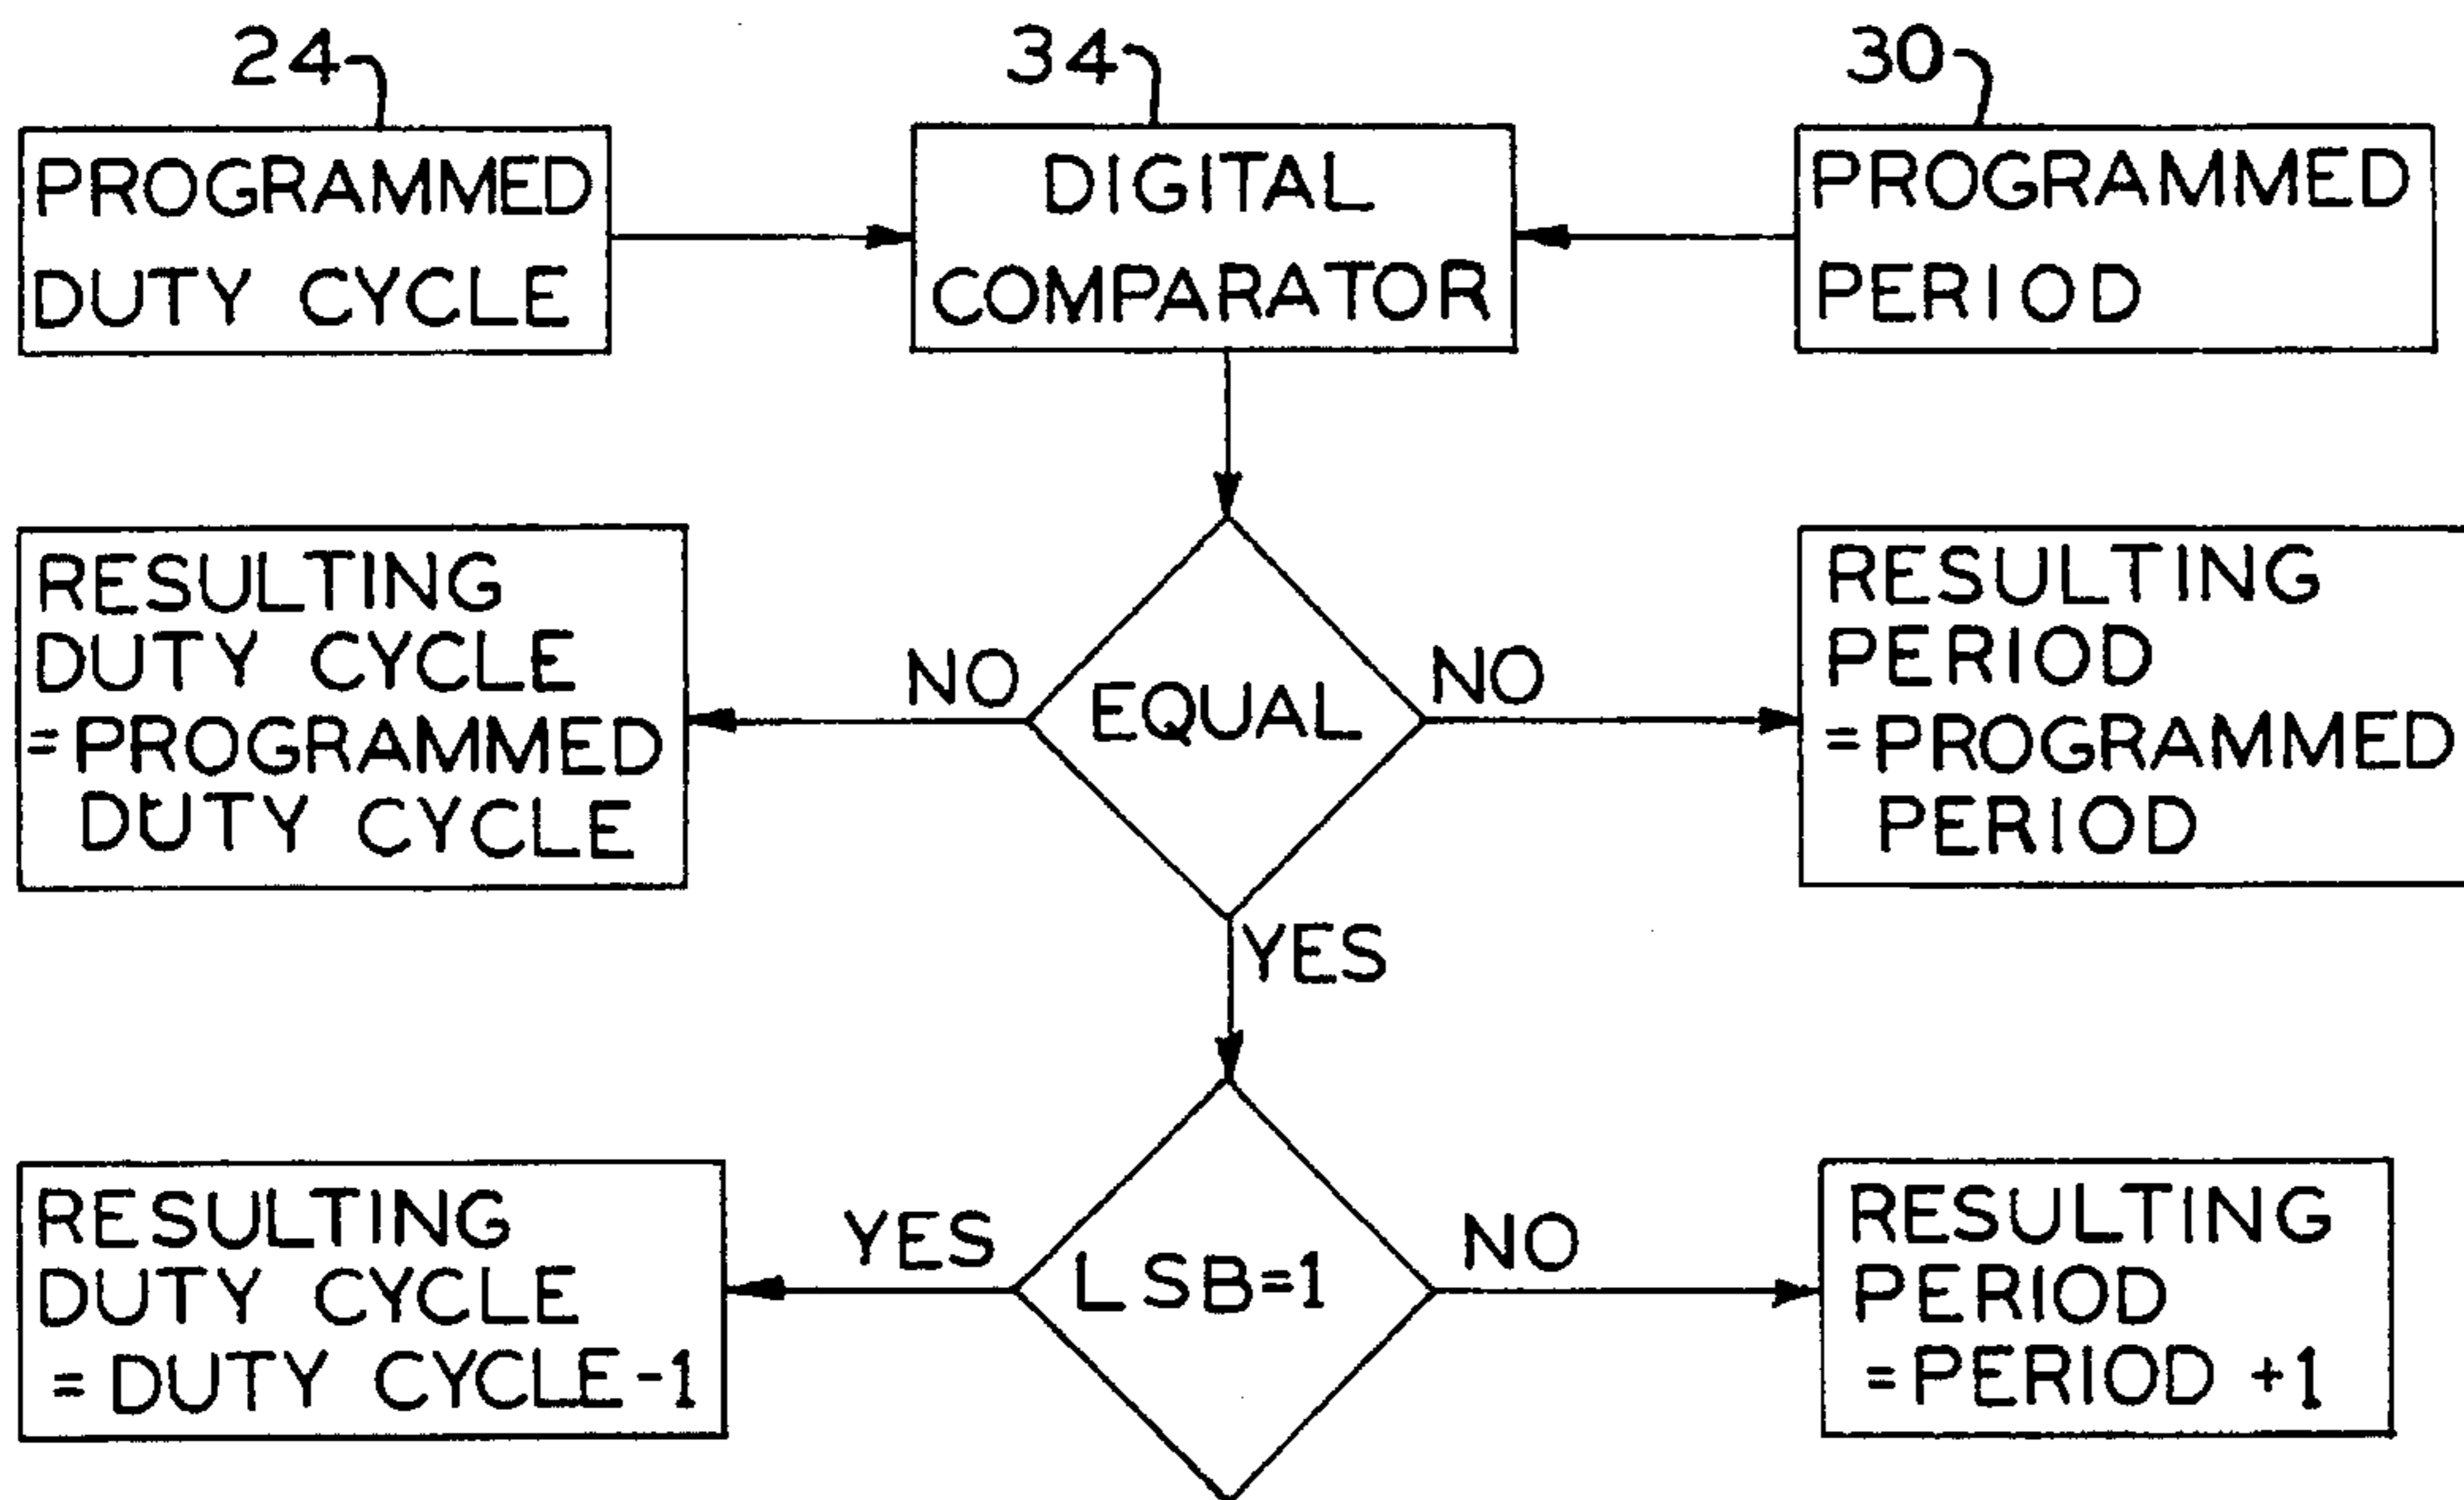 24
34
30
PROGRAMMED
DUTY CYCLE
DIGITAL
COMPARATOR
PROGRAMMED
PERIOD
RESULTING
DUTY CYCLE
=PROGRAMMED
DUTY CYCLE
NO
EQUAL
NO
RESULTING
PERIOD
=PROGRAMMED
PERIOD
YES
RESULTING
DUTY CYCLE
=DUTY CYCLE-1
YES
LSB=1
NO
RESULTING
PERIOD
=PERIOD +1